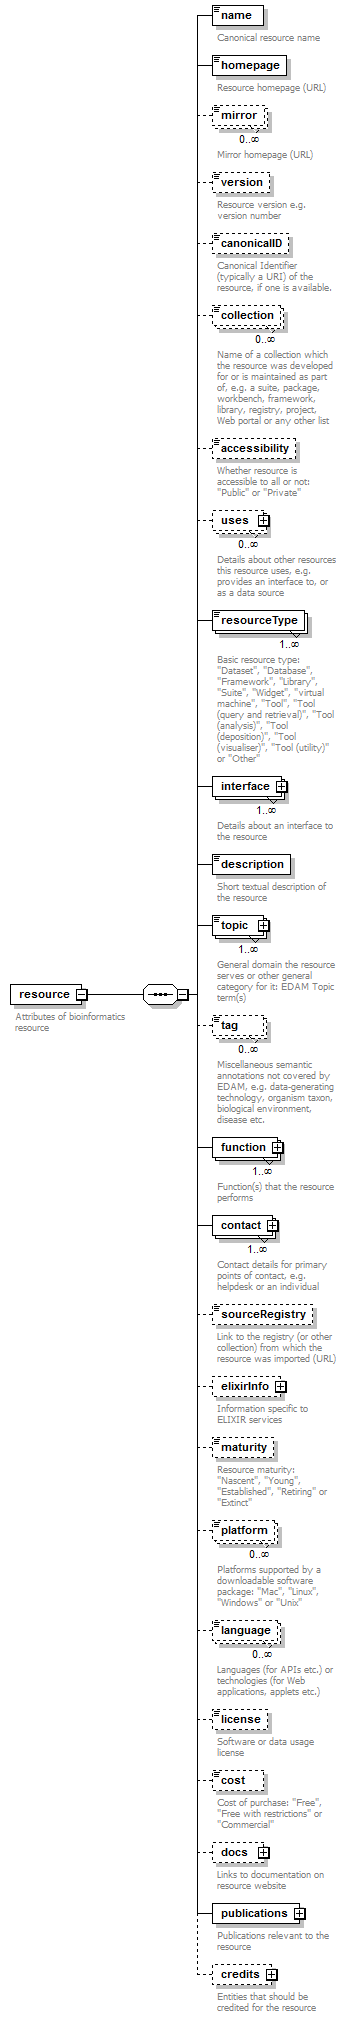 name
Canonical resource name
homepage
Resource homepage (URL)
mirror
0..∞
Mirror homepage (URL)
version
Resource version e.g.
version number
canonicalID
Canonical Identifier
(typically a URI) of the
resource, if one is available.
collection
0..∞
Name of a collection which
the resource was developed
for or is maintained as part
of, e.g. a suite, package,
workbench, framework,
library, registry, project,
Web portal or any other list
accessibility
Whether resource is
accessible to all or not:
"Public" or "Private"
uses
0..∞
Details about other resources
this resource uses, e.g.
provides an interface to, or
as a data source
resourceType
1..∞
Basic resource type:
"Dataset", "Database",
"Framework", "Library",
"Suite", "Widget", "virtual
machine", "Tool", "Tool
(query and retrieval)", "Tool
(analysis)", "Tool
(deposition)", "Tool
(visualiser)", "Tool (utility)"
or "Other"
interface
1..∞
Details about an interface to
the resource
description
Short textual description of
the resource
topic
1..∞
General domain the resource
serves or other general
category for it: EDAM Topic
term(s)
resource
Attributes of bioinformatics
resource
tag
0..∞
Miscellaneous semantic
annotations not covered by
EDAM, e.g. data-generating
technology, organism taxon,
biological environment,
disease etc.
function
1..∞
Function(s) that the resource
performs
contact
1..∞
Contact details for primary
points of contact, e.g.
helpdesk or an individual
sourceRegistry
Link to the registry (or other
collection) from which the
resource was imported (URL)
elixirInfo
Information specific to
ELIXIR services
maturity
Resource maturity:
"Nascent", "Young",
"Established", "Retiring" or
"Extinct"
platform
0..∞
Platforms supported by a
downloadable software
package: "Mac", "Linux",
"Windows" or "Unix"
language
0..∞
Languages (for APIs etc.) or
technologies (for Web
applications, applets etc.)
license
Software or data usage
license
cost
Cost of purchase: "Free",
"Free with restrictions" or
"Commercial"
docs
Links to documentation on
resource website
publications
Publications relevant to the
resource
credits
Entities that should be
credited for the resource